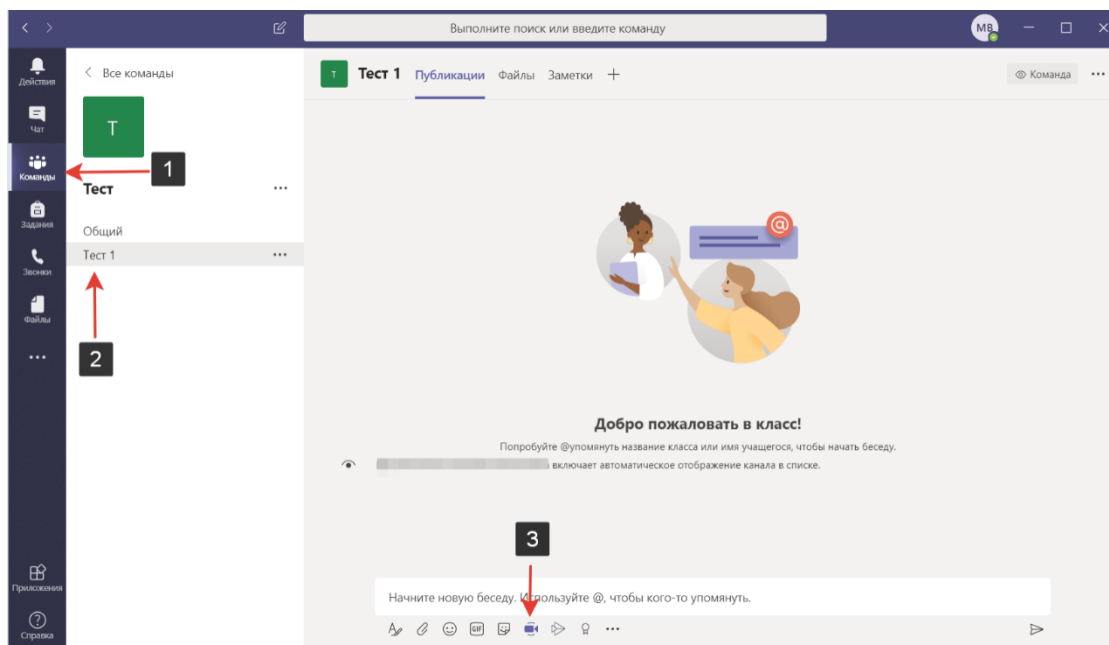 Выполните поиск или введите команду
MB
Действия
Чат
Команды
Задания
Звонки
Файлы
Приложения
Справка
Все команды
Т
1
Тест
Общий
Тест 1
2
Т
Тест 1 Публикации Файлы Заметки
Команда
@
Добро пожаловать в класс!
Попробуйте @упомянуть название класса или имя учащегося, чтобы начать беседу.
включает автоматическое отображение канала в списке.
3
Начните новую беседу. Используйте @, чтобы кого-то упомянуть.
GIF